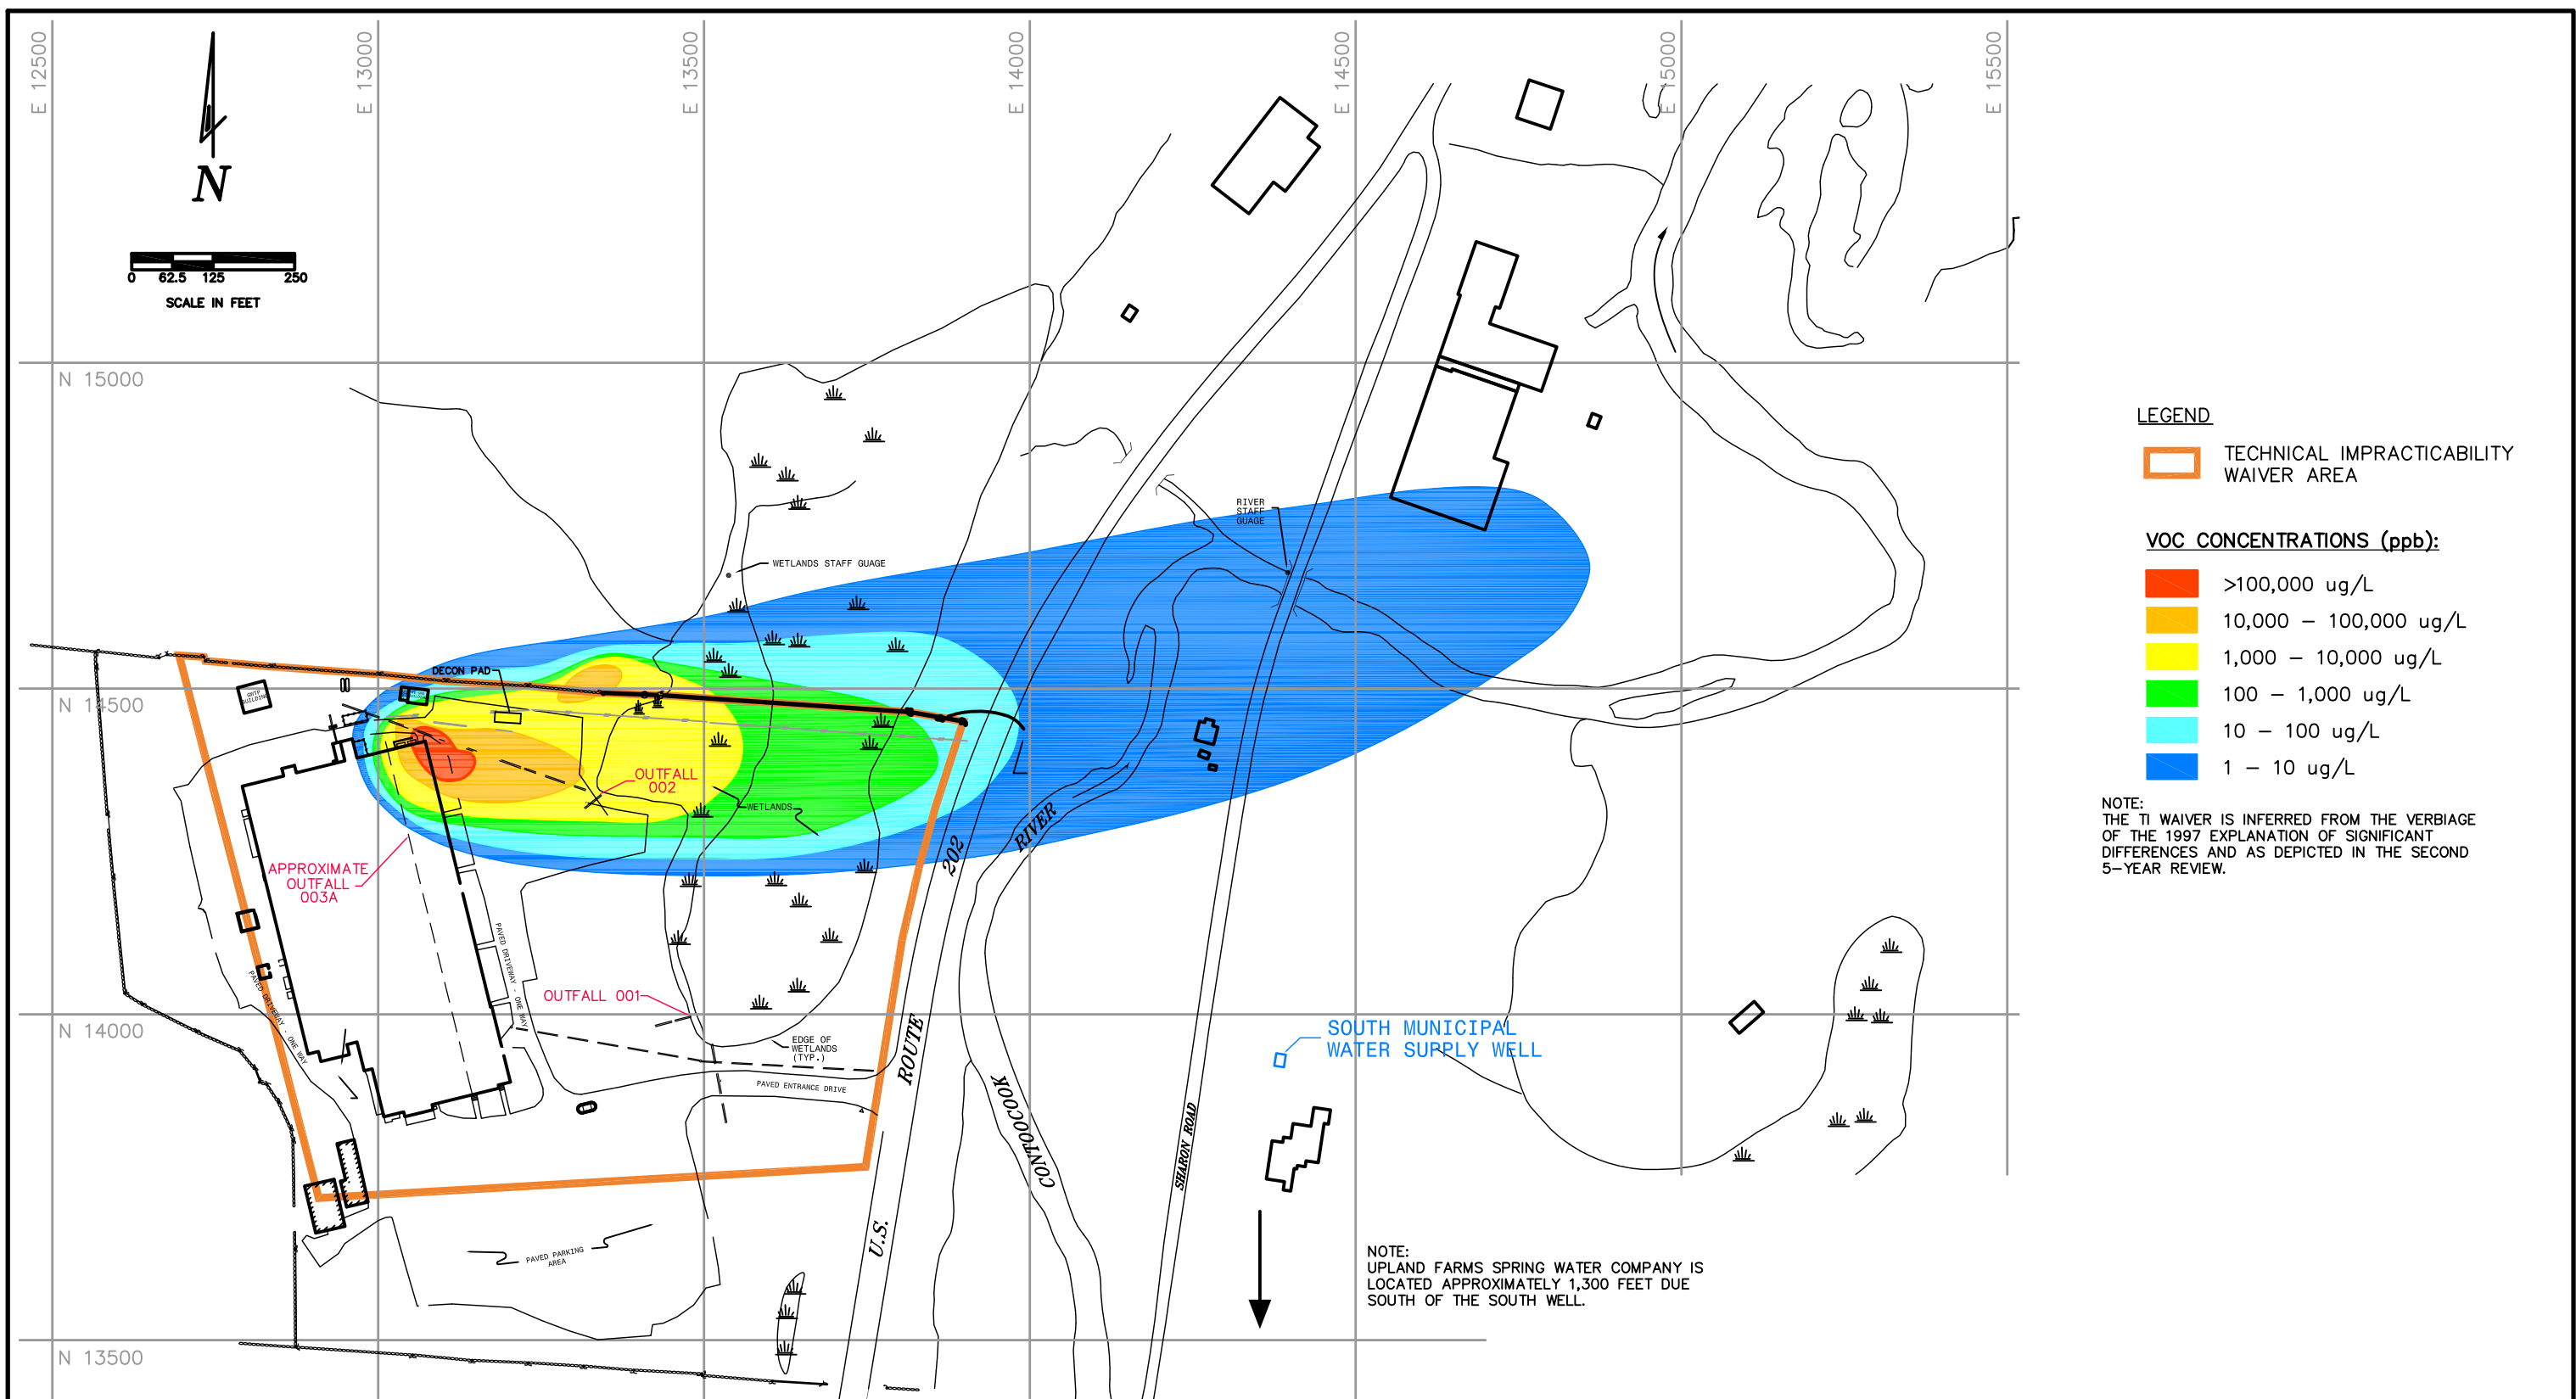 E 12500
E 13000
E 13500
E 14000
E 14500
E 15000
E 15500
N
0 62.5 125 250
SCALE IN FEET
N 15000
N 14500
N 14000
N 13500
RIVER
STAFF
GUAGE
WETLANDS STAFF GUAGE
DECON PAD
BUILDING
OUTFALL
002
WETLANDS
APPROXIMATE
OUTFALL
003A
PAVED DRIVEWAY - ONE WAY
PAVED DRIVEWAY - ONE WAY
OUTFALL 001
EDGE OF
WETLANDS
(TYP.)
PAVED ENTRANCE DRIVE
PAVED PARKING
AREA
U.S.
ROUTE
202
CONTOOCOOK
RIVER
SHARON ROAD
SOUTH MUNICIPAL
WATER SUPPLY WELL
NOTE:
UPLAND FARMS SPRING WATER COMPANY IS
LOCATED APPROXIMATELY 1,300 FEET DUE
SOUTH OF THE SOUTH WELL.
LEGEND
TECHNICAL IMPRACTICABILITY
WAIVER AREA
VOC CONCENTRATIONS (ppb):
>100,000 ug/L
10,000 – 100,000 ug/L
1,000 – 10,000 ug/L
100 – 1,000 ug/L
10 – 100 ug/L
1 – 10 ug/L
NOTE:
THE TI WAIVER IS INFERRED FROM THE VERBIAGE
OF THE 1997 EXPLANATION OF SIGNIFICANT
DIFFERENCES AND AS DEPICTED IN THE SECOND
5–YEAR REVIEW.